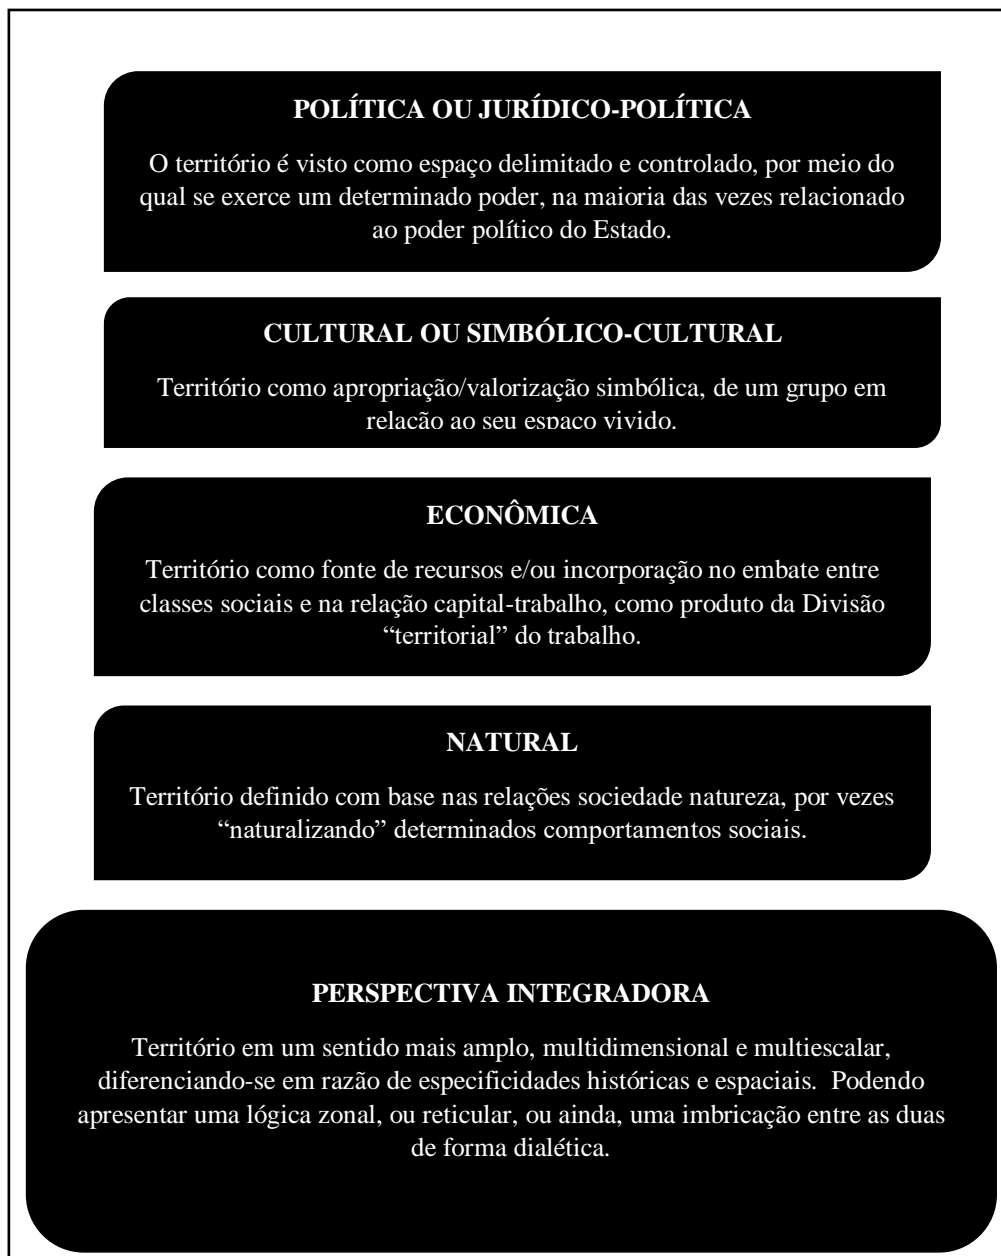 POLÍTICA OU JURÍDICO-POLÍTICA
O território é visto como espaço delimitado e controlado, por meio do
qual se exerce um determinado poder, na maioria das vezes relacionado
ao poder político do Estado.
CULTURAL OU SIMBÓLICO-CULTURAL
Território como apropriação/valorização simbólica, de um grupo em
relação ao seu espaço vivido.
ECONÔMICA
Território como fonte de recursos e/ou incorporação no embate entre
classes sociais e na relação capital-trabalho, como produto da Divisão
“territorial” do trabalho.
NATURAL
Território definido com base nas relações sociedade natureza, por vezes
“naturalizando” determinados comportamentos sociais.
PERSPECTIVA INTEGRADORA
Território em um sentido mais amplo, multidimensional e multiescalar,
diferenciando-se em razão de especificidades históricas e espaciais. Podendo
apresentar uma lógica zonal, ou reticular, ou ainda, uma imbricação entre as duas
de forma dialética.